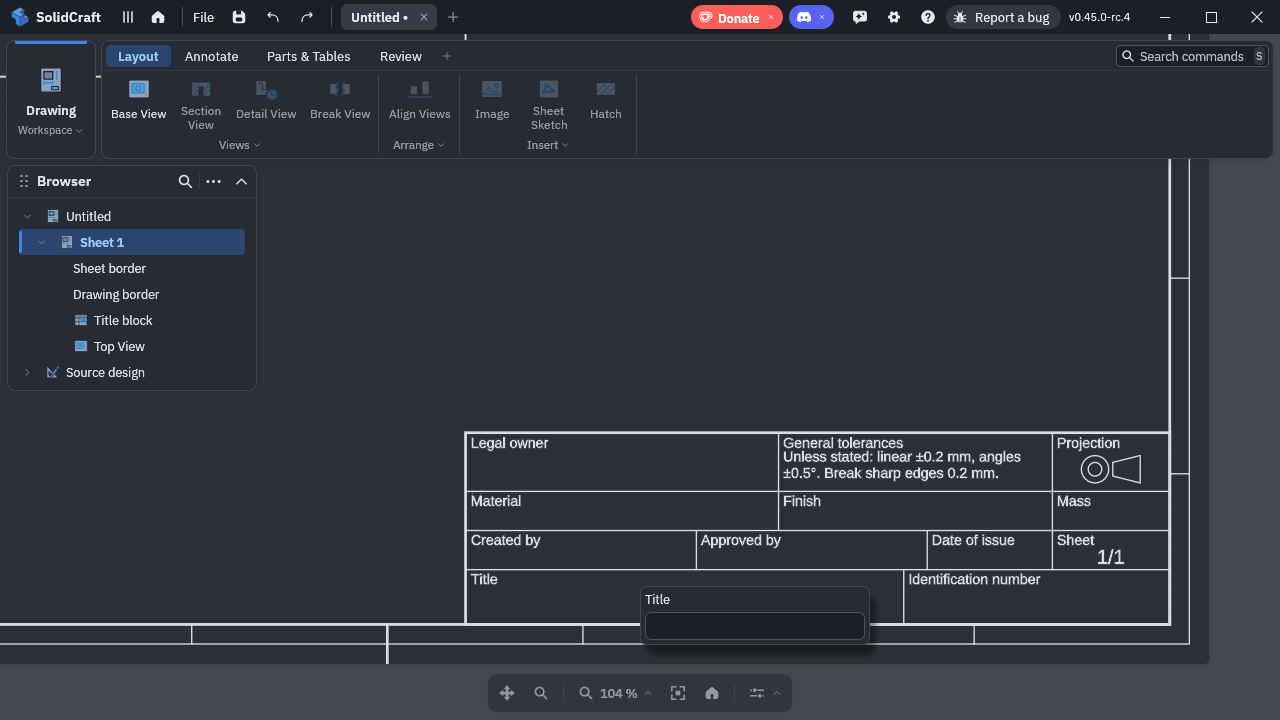 SolidCraft
File
Untitled •
Donate
Report a bug
v0.45.0-rc.4
Drawing
Workspace
Layout
Annotate
Parts & Tables
Review
Search commands
S
Base View
Section View
Detail View
Break View
Align Views
Image
Sheet Sketch
Hatch
Views
Arrange
Insert
Browser
Untitled
Sheet 1
Sheet border
Drawing border
Title block
Top View
Source design
Legal owner
General tolerances
Unless stated: linear ±0.2 mm, angles
±0.5°. Break sharp edges 0.2 mm.
Projection
Material
Finish
Mass
Created by
Approved by
Date of issue
Sheet
1/1
Title
Identification number
Title
104 %